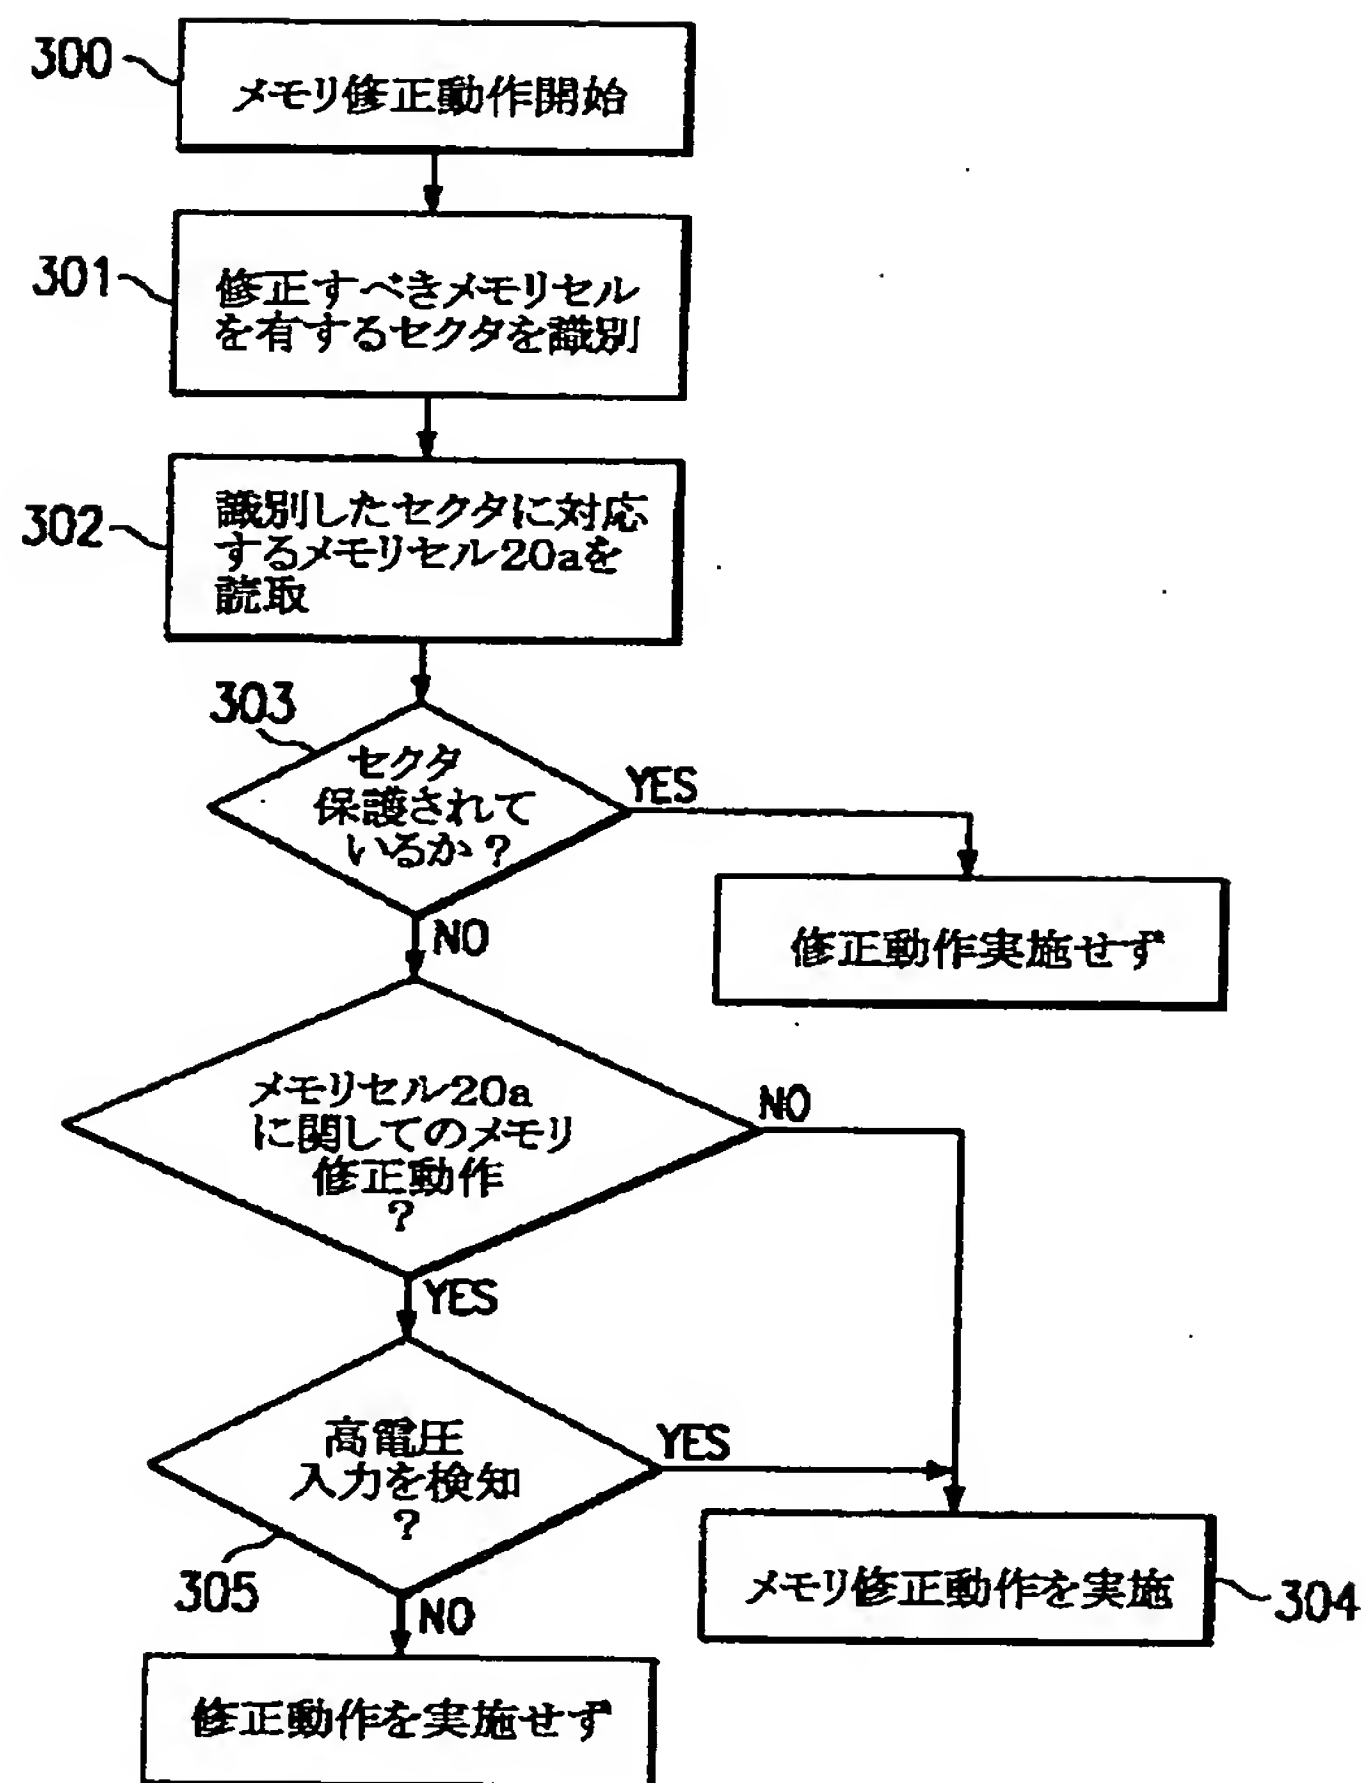 300
メモリ修正動作開始
301
修正すべきメモリセル
を有するセクタを識別
302
識別したセクタに対応
するメモリセル20aを
読取
303
セクタ
保護されて
いるか?
YES
修正動作実施せず
NO
メモリセル20a
に関してのメモリ
修正動作
?
NO
YES
高電圧
入力を検知
?
YES
305
メモリ修正動作を実施
304
NO
修正動作を実施せず